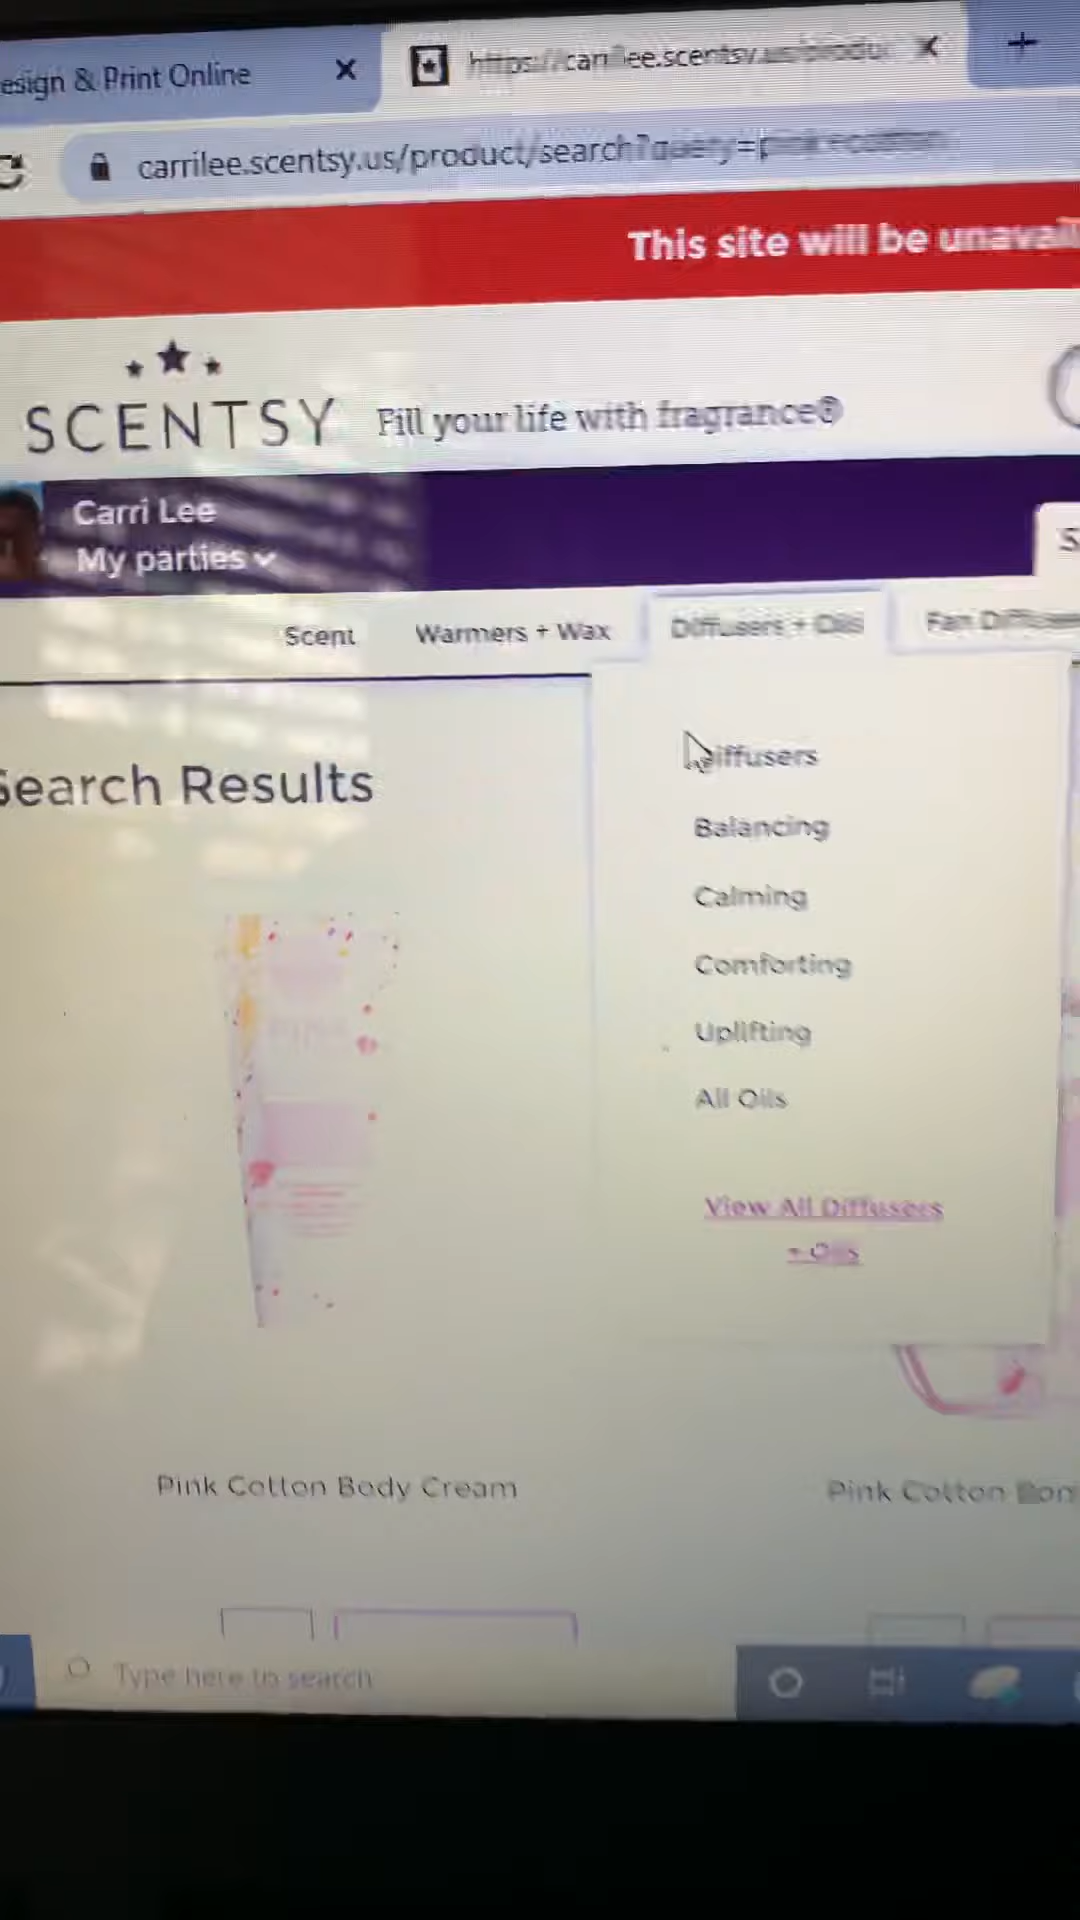 esign & Print Online
https://carrilee.scentsy.us/produc
carrilee.scentsy.us/product/search?query=pink+cotton
This site will be unavail
SCENTSY Fill your life with fragrance®
Carri Lee
My parties
S
Scent Warmers + Wax Diffusers + Oils Fan Diffuse
Search Results
Diffusers
Balancing
Calming
Comforting
Uplifting
All Oils
View All Diffusers
+ Oils
Pink Cotton Body Cream
Pink Cotton
Type here to search